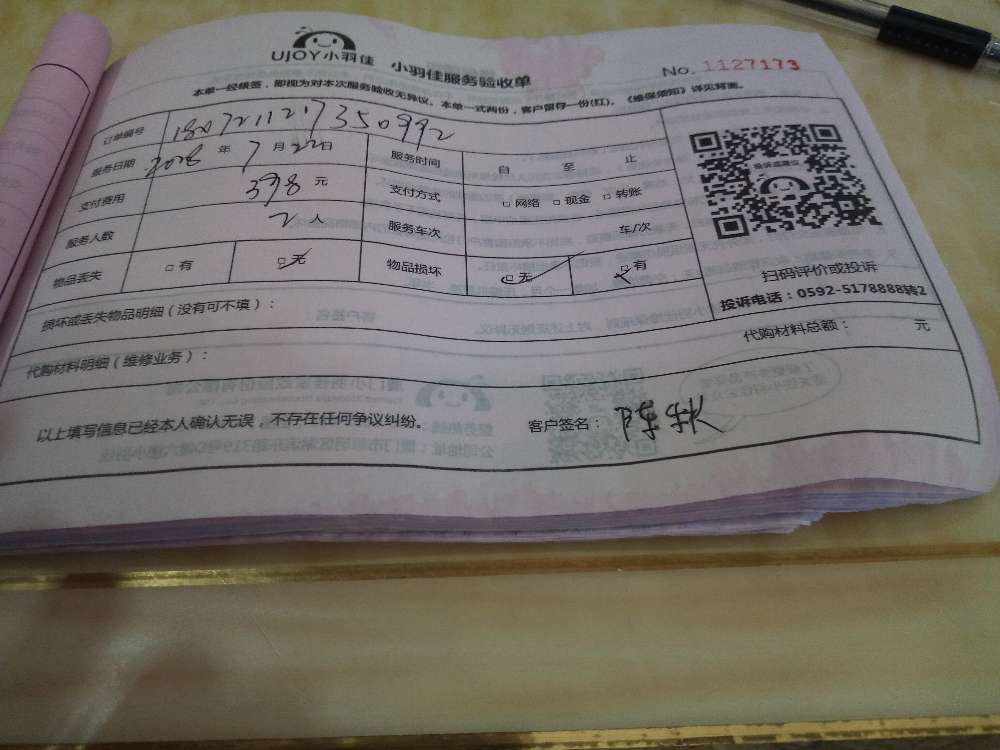 UJOY小羽佳 小羽佳服务验收单 No. 1127173
本单一经续签，即视为对本次服务验收无异议。本单一式两份，客户留存一份(红)。《维保须知》详见背面。
订单编号 1807211217350992
服务日期 2018 年 7 月 22 日 服务时间 自 至 止
支付费用 398 元 支付方式 □ 网络 □ 现金 □ 转账
服务人数 2 人 服务车次 车/次
物品丢失 □ 有 □ 无 物品损坏 □ 无 □ 有
扫码评价或投诉
投诉电话：0592-5178888转2
损坏或丢失物品明细（没有可不填）：
代购材料明细（维修业务）： 代购材料总额： 元
以上填写信息已经本人确认无误，不存在任何争议纠纷。 客户签名：